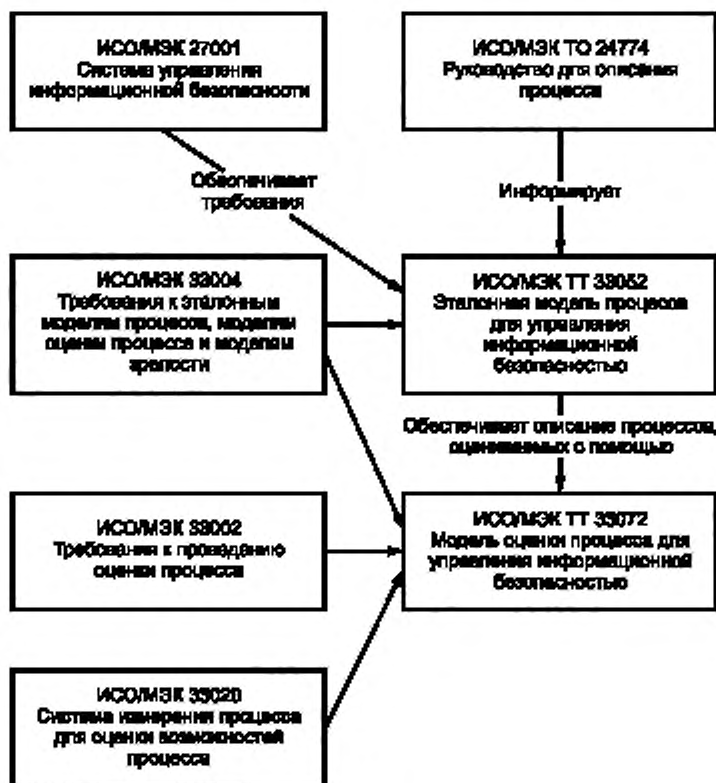 ИСО/МЭК 27001
Система управления
информационной безопасности
ИСО/МЭК ТО 24774
Руководство для описания
процесса
Обеспечивает
требования
Информирует
ИСО/МЭК 33004
Требования к эталонным
моделям процесса, моделям
оценки процесса и моделям
зрелости
ИСО/МЭК ТТ 33052
Эталонная модель процесса
для управления
информационной
безопасностью
Обеспечивает описание процессов,
оцениваемых с помощью
ИСО/МЭК 33002
Требования к проведению
оценки процесса
ИСО/МЭК ТТ 33072
Модель оценки процесса для
управления информационной
безопасностью
ИСО/МЭК 33020
Система измерения процесса
для оценки возможностей
процесса